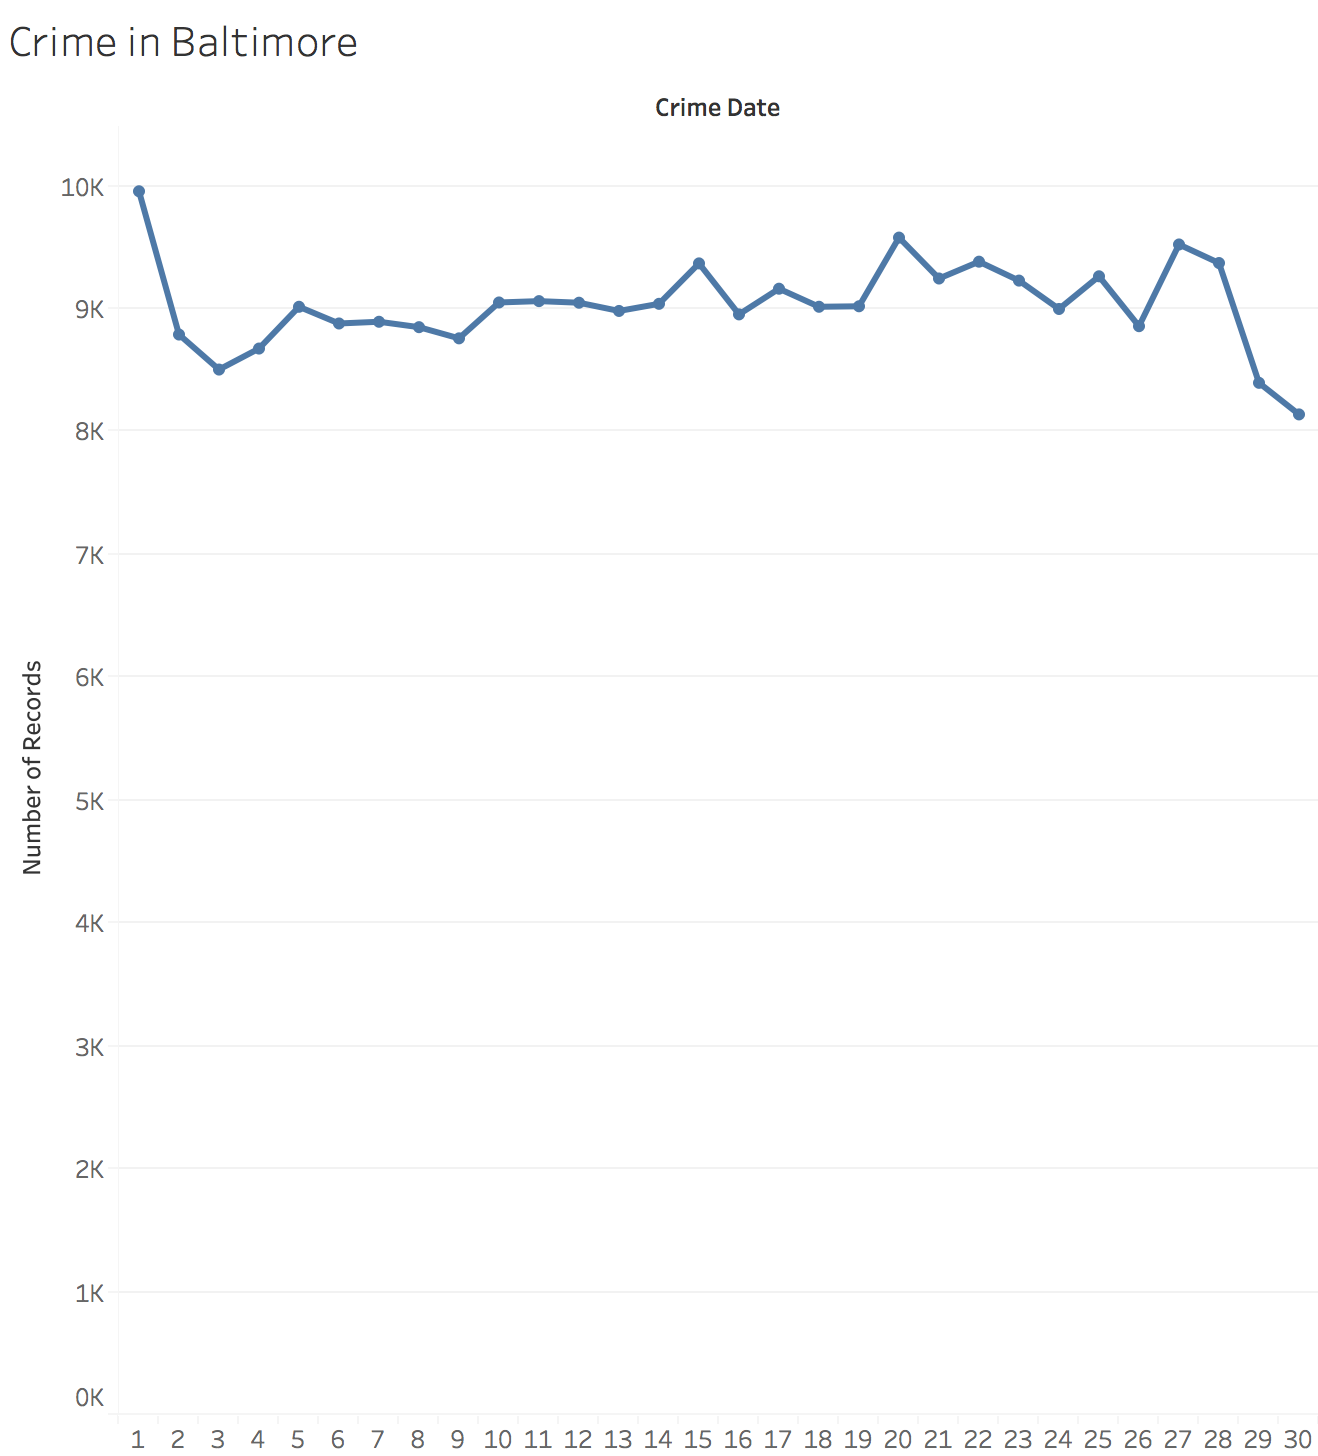 Crime in Baltimore
Crime Date
10K
9K
8K
7K
6K
5K
4K
3K
2K
1K
0K
Number of Records
1 2 3 4 5 6 7 8 9 10 11 12 13 14 15 16 17 18 19 20 21 22 23 24 25 26 27 28 29 30